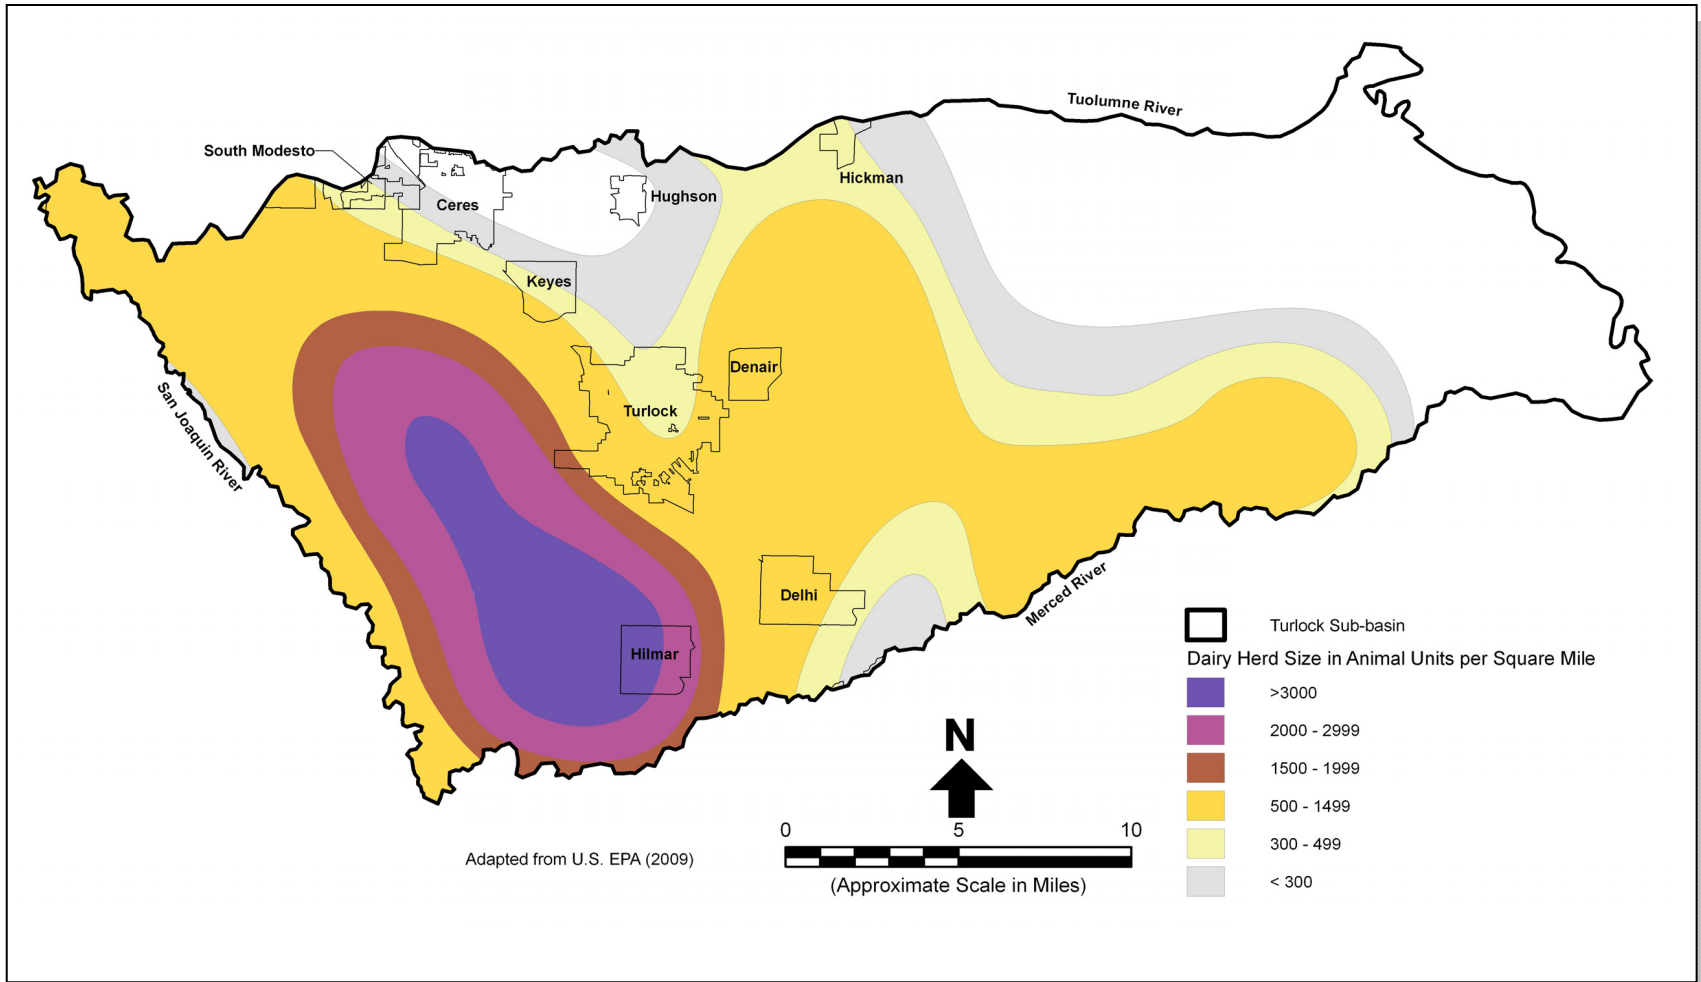 Tuolumne River
South Modesto
Hickman
Hughson
Ceres
Keyes
Denair
Turlock
San Joaquin River
Delhi
Merced River
Hilmar
Turlock Sub-basin
Dairy Herd Size in Animal Units per Square Mile
>3000
2000 - 2999
1500 - 1999
500 - 1499
300 - 499
< 300
N
0 5 10
(Approximate Scale in Miles)
Adapted from U.S. EPA (2009)